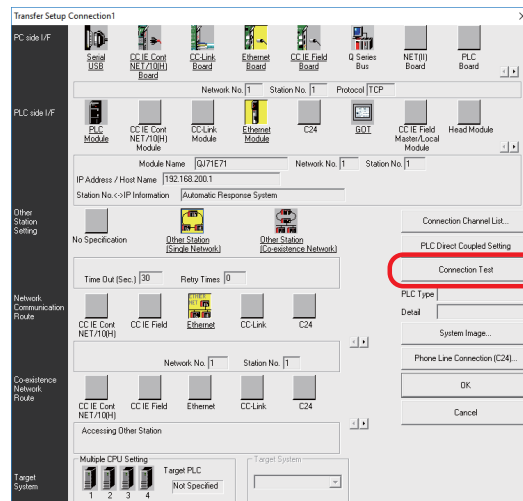 Transfer Setup Connection1
PC side I/F
Serial USB
CC IE Cont NET/10(H) Board
CC-Link Board
Ethernet Board
CC IE Field Board
Q Series Bus
NET(II) Board
PLC Board
Network No. 1 Station No. 1 Protocol TCP
PLC side I/F
PLC Module
CC IE Cont NET/10(H) Module
CC-Link Module
Ethernet Module
C24
GOT
CC IE Field Master/Local Module
Head Module
Module Name QJ71E71 Network No. 1 Station No. 1
IP Address / Host Name 192.168.200.1
Station No.<->IP Information Automatic Response System
Other Station Setting
No Specification
Other Station (Single Network)
Other Station (Co-existence Network)
Time Out (Sec.) 30 Retry Times 0
Connection Channel List...
PLC Direct Coupled Setting
Connection Test
PLC Type
Detail
System Image...
Phone Line Connection (C24)...
OK
Cancel
Network Communication Route
CC IE Cont NET/10(H)
CC IE Field
Ethernet
CC-Link
C24
Network No. 1 Station No. 1
Co-existence Network Route
CC IE Cont NET/10(H)
CC IE Field
Ethernet
CC-Link
C24
Accessing Other Station
Target System
Multiple CPU Setting
1 2 3 4
Target PLC
Not Specified
Target System